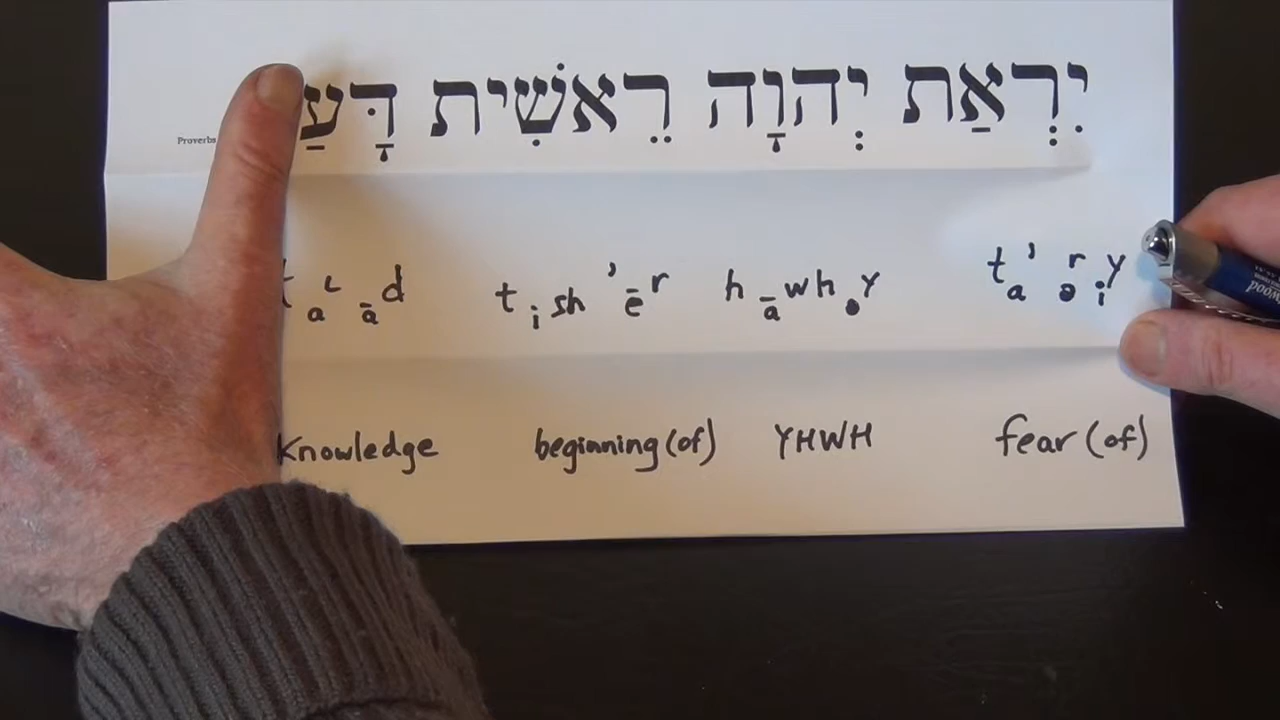 יִרְאַת יְהוָה רֵאשִׁית דָּעַ
Proverbs
t a ʿ ā d t i sh ʾ ē r h ā w h ə y t a ʾ r ə i y
Knowledge beginning (of) YHWH fear (of)